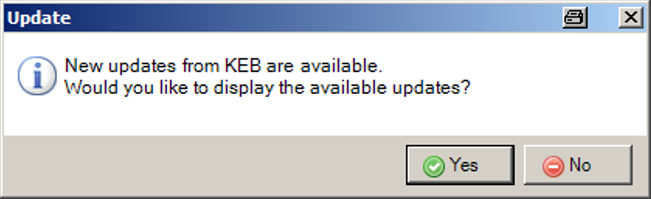 Update
New updates from KEB are available.
Would you like to display the available updates?
Yes
No